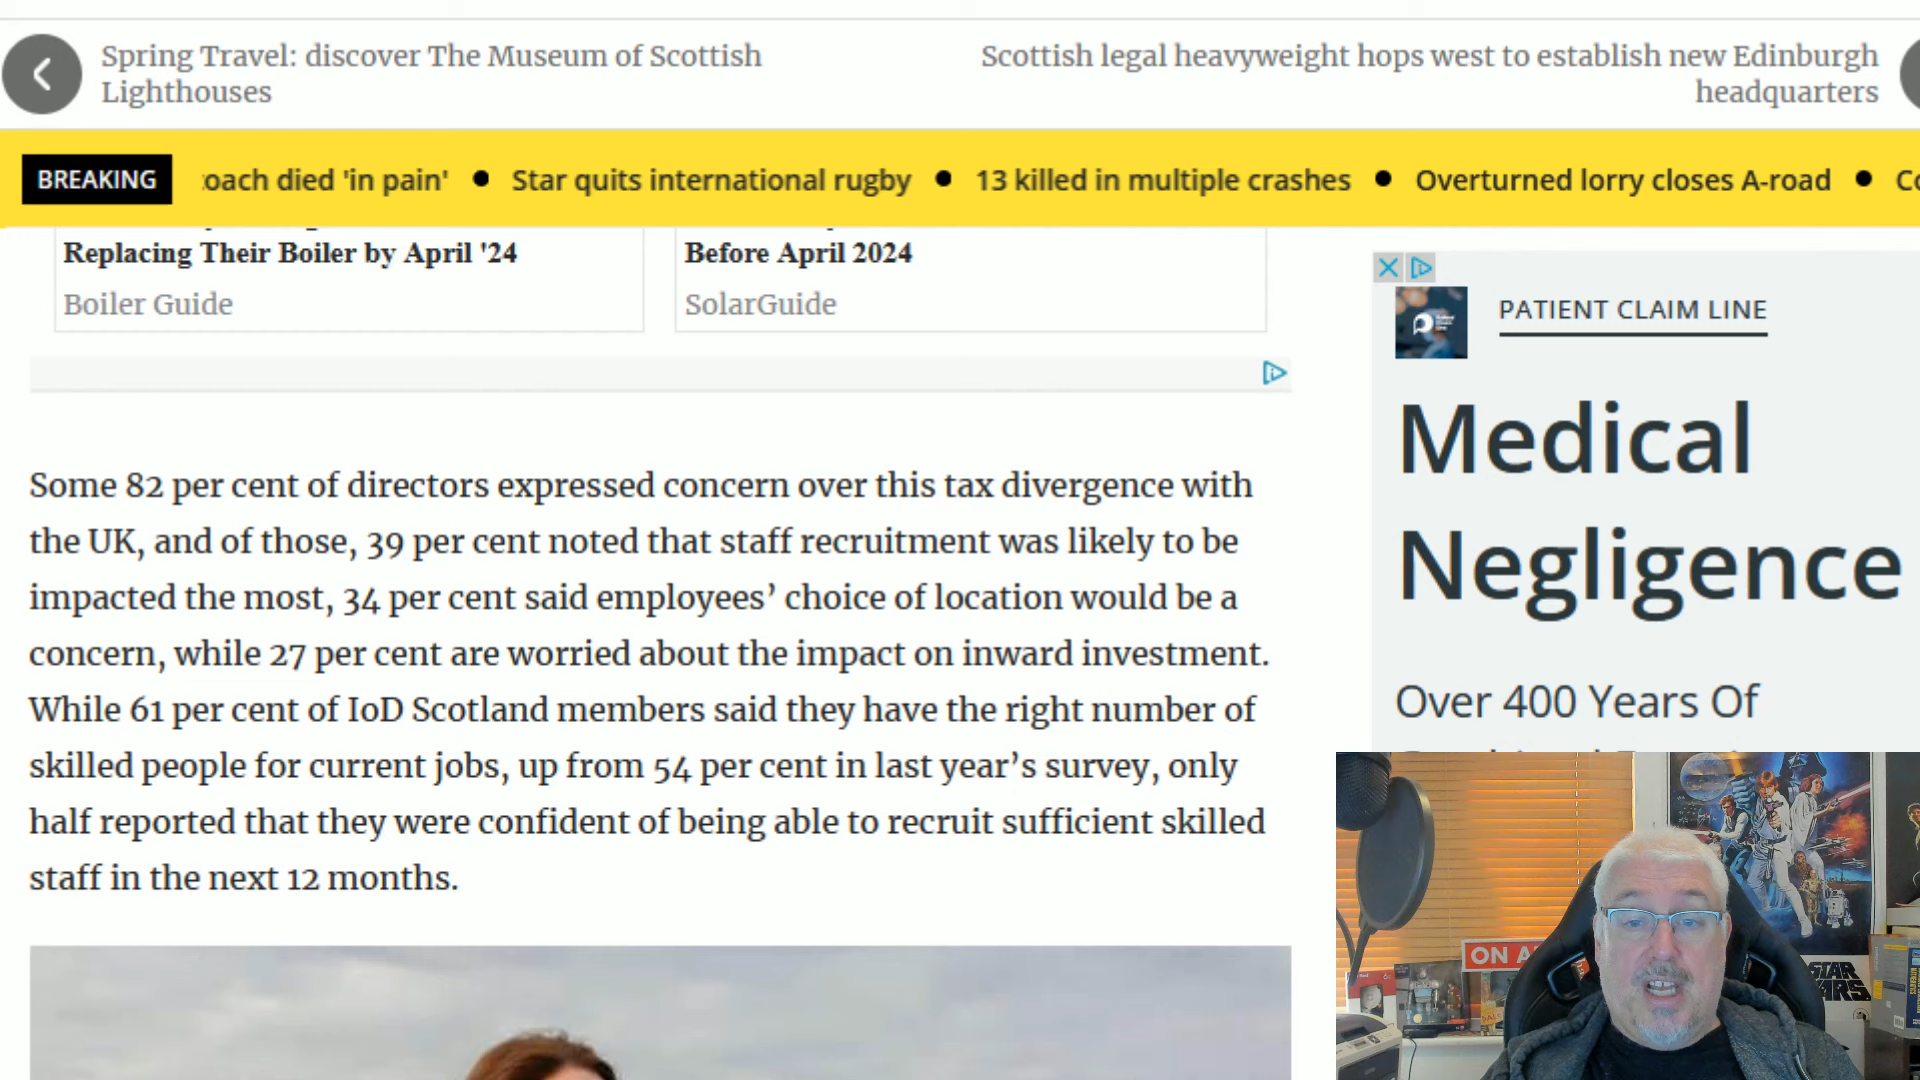 Spring Travel: discover The Museum of Scottish
Lighthouses
Scottish legal heavyweight hops west to establish new Edinburgh
headquarters
BREAKING
died 'in pain' ● Star quits international rugby ● 13 killed in multiple crashes ● Overturned lorry closes A-road ●
Replacing Their Boiler by April '24
Boiler Guide
Before April 2024
SolarGuide
PATIENT CLAIM LINE
Medical
Negligence
Over 400 Years Of
Some 82 per cent of directors expressed concern over this tax divergence with
the UK, and of those, 39 per cent noted that staff recruitment was likely to be
impacted the most, 34 per cent said employees’ choice of location would be a
concern, while 27 per cent are worried about the impact on inward investment.
While 61 per cent of IoD Scotland members said they have the right number of
skilled people for current jobs, up from 54 per cent in last year’s survey, only
half reported that they were confident of being able to recruit sufficient skilled
staff in the next 12 months.
ON A
STAR
WARS